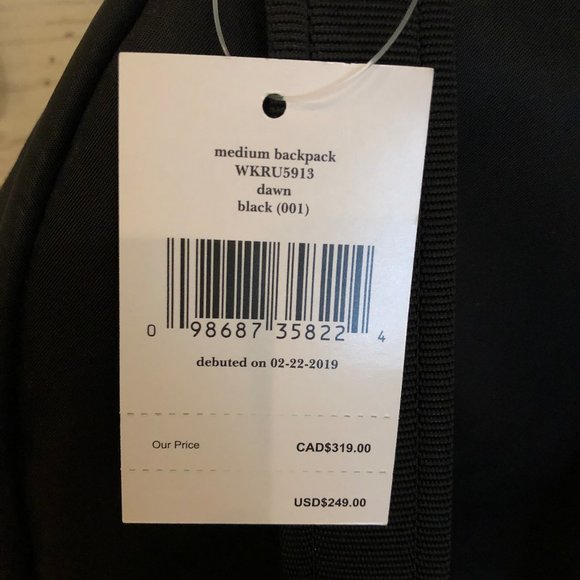 medium backpack
WKRU5913
dawn
black (001)
0 98687 35822 4
debuted on 02-22-2019
Our Price CAD$319.00
USD$249.00